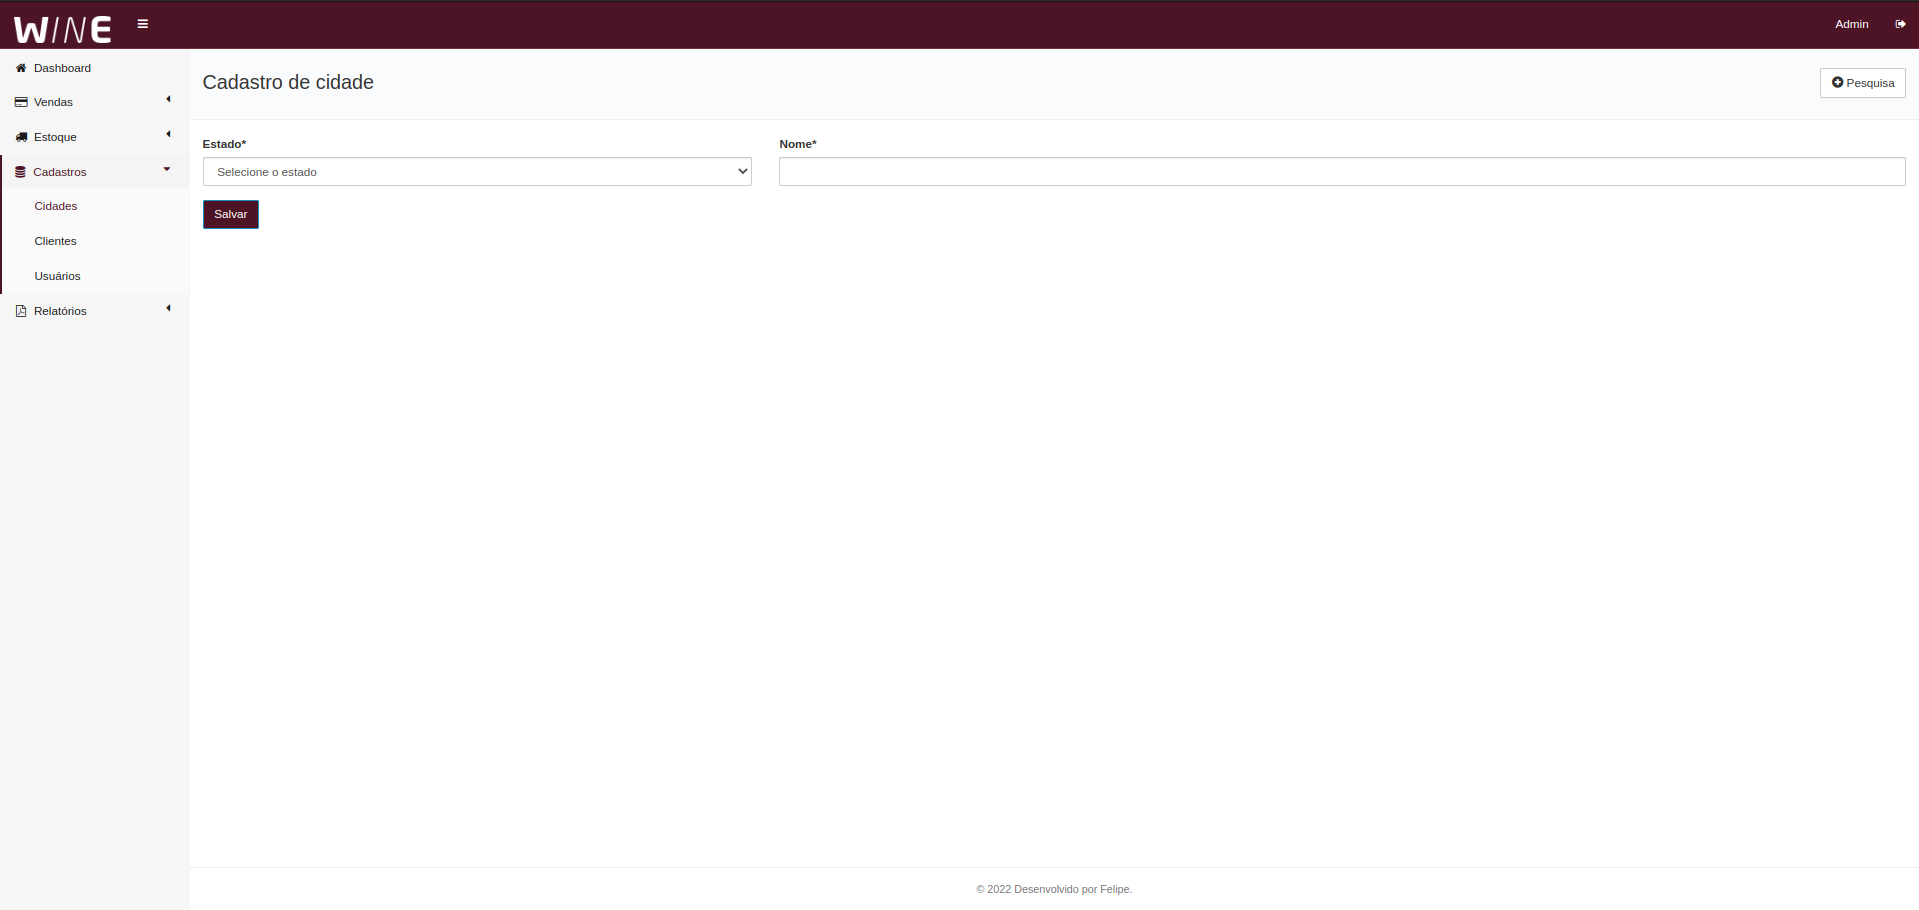 WINE
Admin
Dashboard
Vendas
Estoque
Cadastros
Cidades
Clientes
Usuários
Relatórios
Cadastro de cidade
Pesquisa
Estado*
Nome*
Selecione o estado
Salvar
© 2022 Desenvolvido por Felipe.